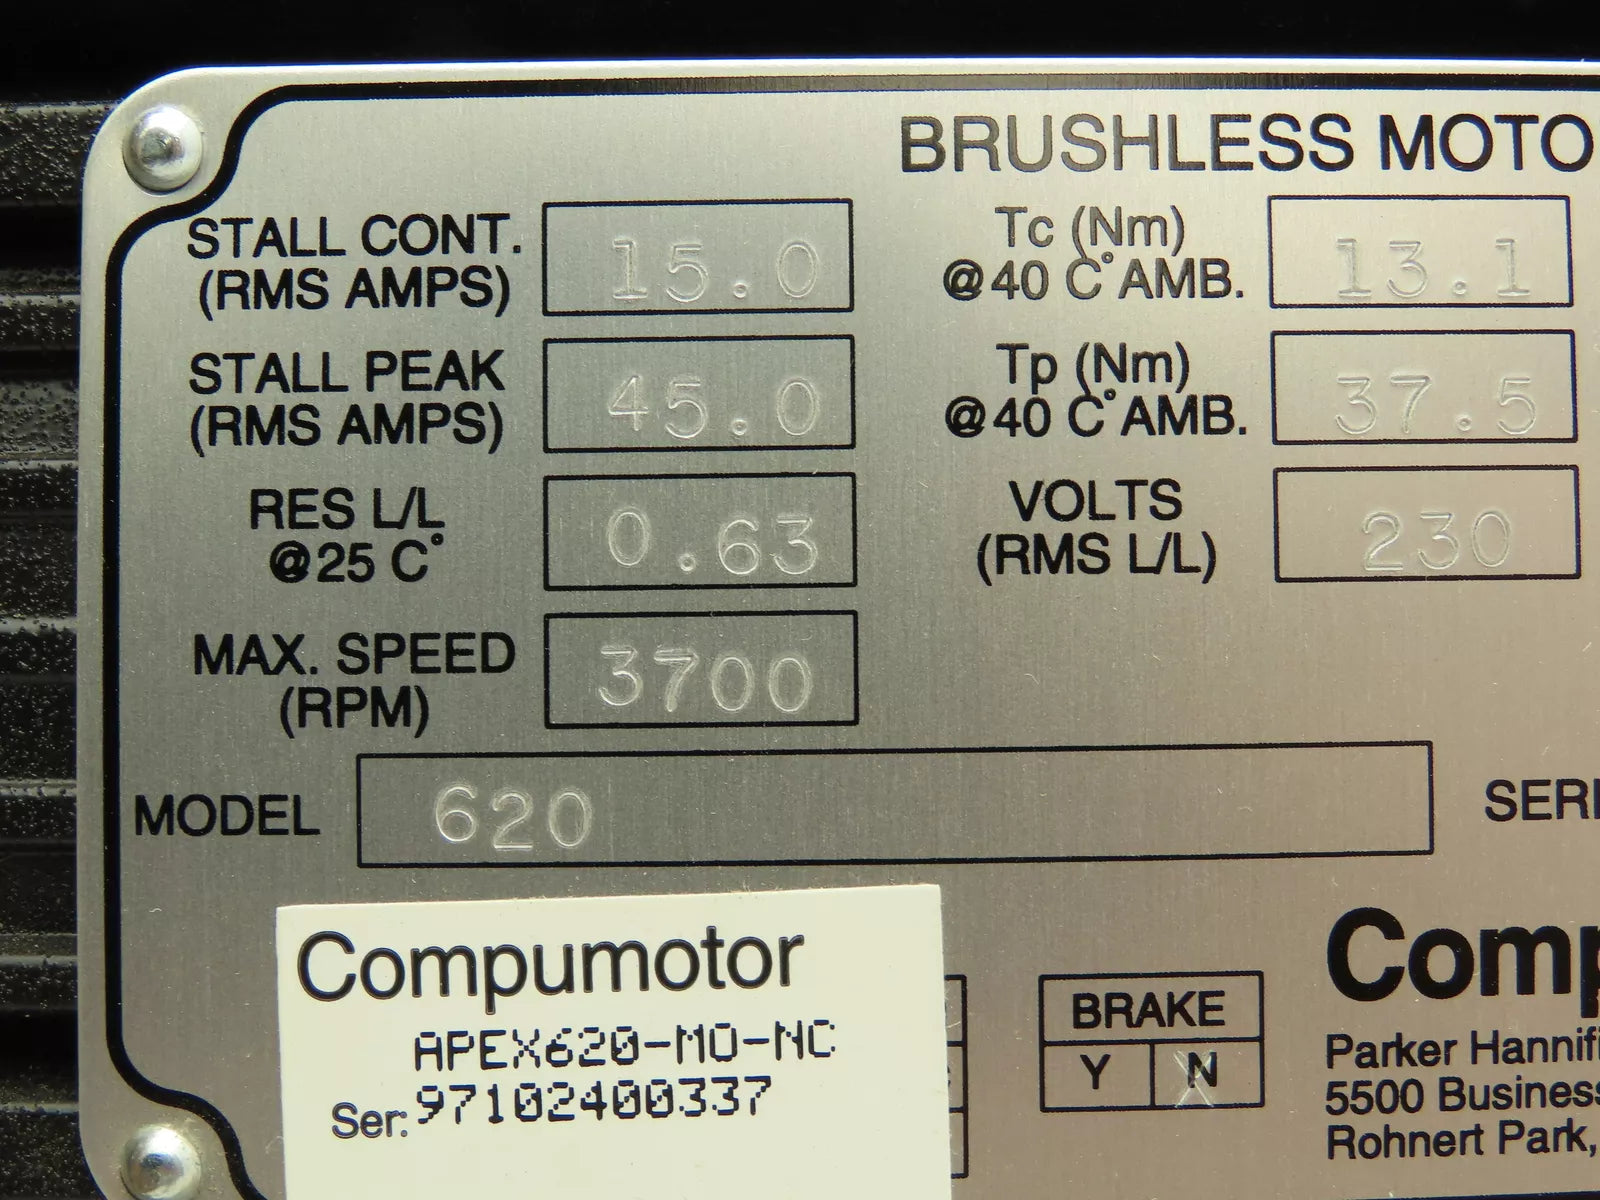 BRUSHLESS MOTO
STALL CONT.
(RMS AMPS)
15.0
Tc (Nm)
@40 C° AMB.
13.1
STALL PEAK
(RMS AMPS)
45.0
Tp (Nm)
@40 C° AMB.
37.5
RES L/L
@25 C°
0.63
VOLTS
(RMS L/L)
230
MAX. SPEED
(RPM)
3700
MODEL 620 SERI
Compumotor
APEX620-MO-NC
Ser: 97102400337
BRAKE
Y N
Comp
Parker Hannifi
5500 Business
Rohnert Park,